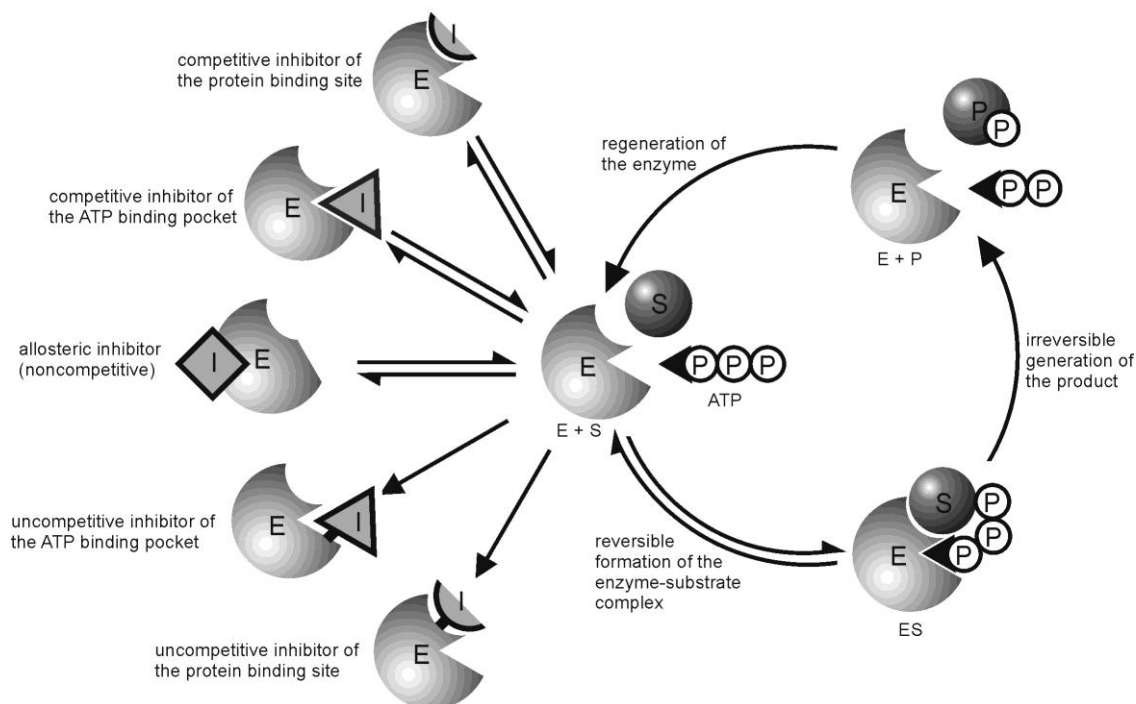 I
E
competitive inhibitor of
the protein binding site
E
I
competitive inhibitor of
the ATP binding pocket
I
E
allosteric inhibitor
(noncompetitive)
E
I
uncompetitive inhibitor of
the ATP binding pocket
I
E
uncompetitive inhibitor of
the protein binding site
S
E
P P P
ATP
E + S
regeneration of
the enzyme
P
P
E
P P
E + P
irreversible
generation of
the product
reversible
formation of the
enzyme-substrate
complex
S
P
P
E
P
ES